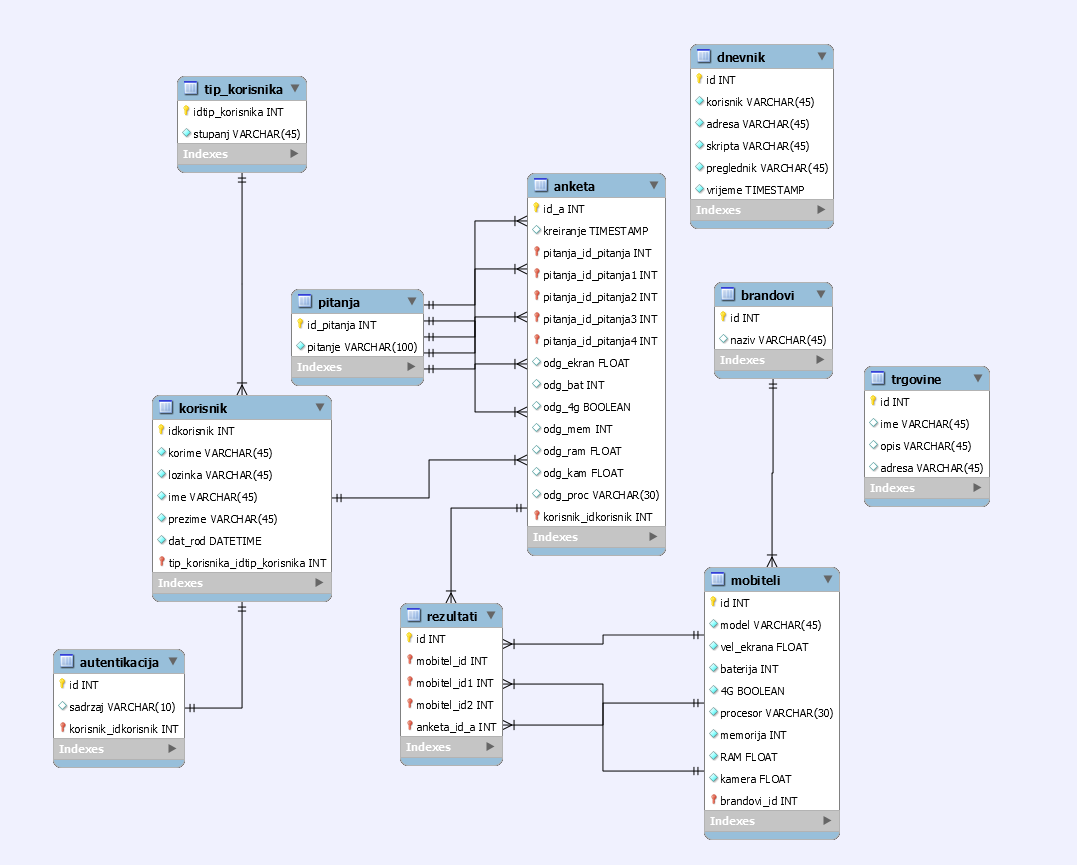 tip_korisnika
idtip_korisnika INT
stupanj VARCHAR(45)
Indexes
dnevnik
id INT
korisnik VARCHAR(45)
adresa VARCHAR(45)
skripta VARCHAR(45)
preglednik VARCHAR(45)
vrijeme TIMESTAMP
Indexes
anketa
id_a INT
kreiranje TIMESTAMP
pitanja_id_pitanja INT
pitanja_id_pitanja1 INT
pitanja_id_pitanja2 INT
pitanja_id_pitanja3 INT
pitanja_id_pitanja4 INT
odg_ekran FLOAT
odg_bat INT
odg_4g BOOLEAN
odg_mem INT
odg_ram FLOAT
odg_kam FLOAT
odg_proc VARCHAR(30)
korisnik_idkorisnik INT
Indexes
pitanja
id_pitanja INT
pitanje VARCHAR(100)
Indexes
brandovi
id INT
naziv VARCHAR(45)
Indexes
trgovine
id INT
ime VARCHAR(45)
opis VARCHAR(45)
adresa VARCHAR(45)
Indexes
korisnik
idkorisnik INT
korime VARCHAR(45)
lozinka VARCHAR(45)
ime VARCHAR(45)
prezime VARCHAR(45)
dat_rod DATETIME
tip_korisnika_idtip_korisnika INT
Indexes
autentikacija
id INT
sadrzaj VARCHAR(10)
korisnik_idkorisnik INT
Indexes
rezultati
id INT
mobitel_id INT
mobitel_id1 INT
mobitel_id2 INT
anketa_id_a INT
Indexes
mobiteli
id INT
model VARCHAR(45)
vel_ekrana FLOAT
baterija INT
4G BOOLEAN
procesor VARCHAR(30)
memorija INT
RAM FLOAT
kamera FLOAT
brandovi_id INT
Indexes